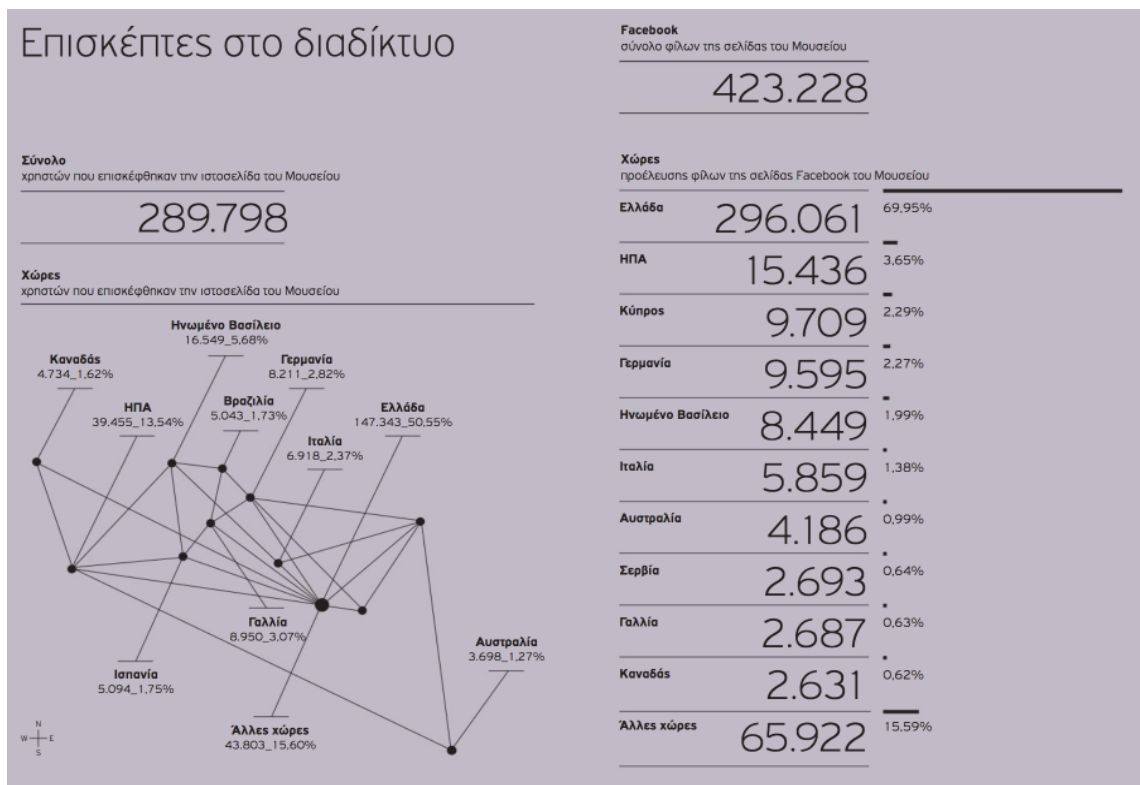 Επισκέπτες στο διαδίκτυο
Σύνολο
χρηστών που επισκέφθηκαν την ιστοσελίδα του Μουσείου
289.798
Χώρες
χρηστών που επισκέφθηκαν την ιστοσελίδα του Μουσείου
Ηνωμένο Βασίλειο
16.549_5,68%
Καναδάς
4.734_1,62%
Γερμανία
8.211_2,82%
ΗΠΑ
39.455_13,54%
Βραζιλία
5.043_1,73%
Ελλάδα
147.343_50,55%
Ιταλία
6.918_2,37%
Γαλλία
8.950_3,07%
Αυστραλία
3.698_1,27%
Ισπανία
5.094_1,75%
Άλλες χώρες
43.803_15,60%
N
W E
S
Facebook
σύνολο φίλων της σελίδας του Μουσείου
423.228
Χώρες
προέλευσης φίλων της σελίδας Facebook του Μουσείου
Ελλάδα 296.061 69,95%
ΗΠΑ 15.436 3,65%
Κύπρος 9.709 2,29%
Γερμανία 9.595 2,27%
Ηνωμένο Βασίλειο 8.449 1,99%
Ιταλία 5.859 1,38%
Αυστραλία 4.186 0,99%
Σερβία 2.693 0,64%
Γαλλία 2.687 0,63%
Καναδάς 2.631 0,62%
Άλλες χώρες 65.922 15,59%